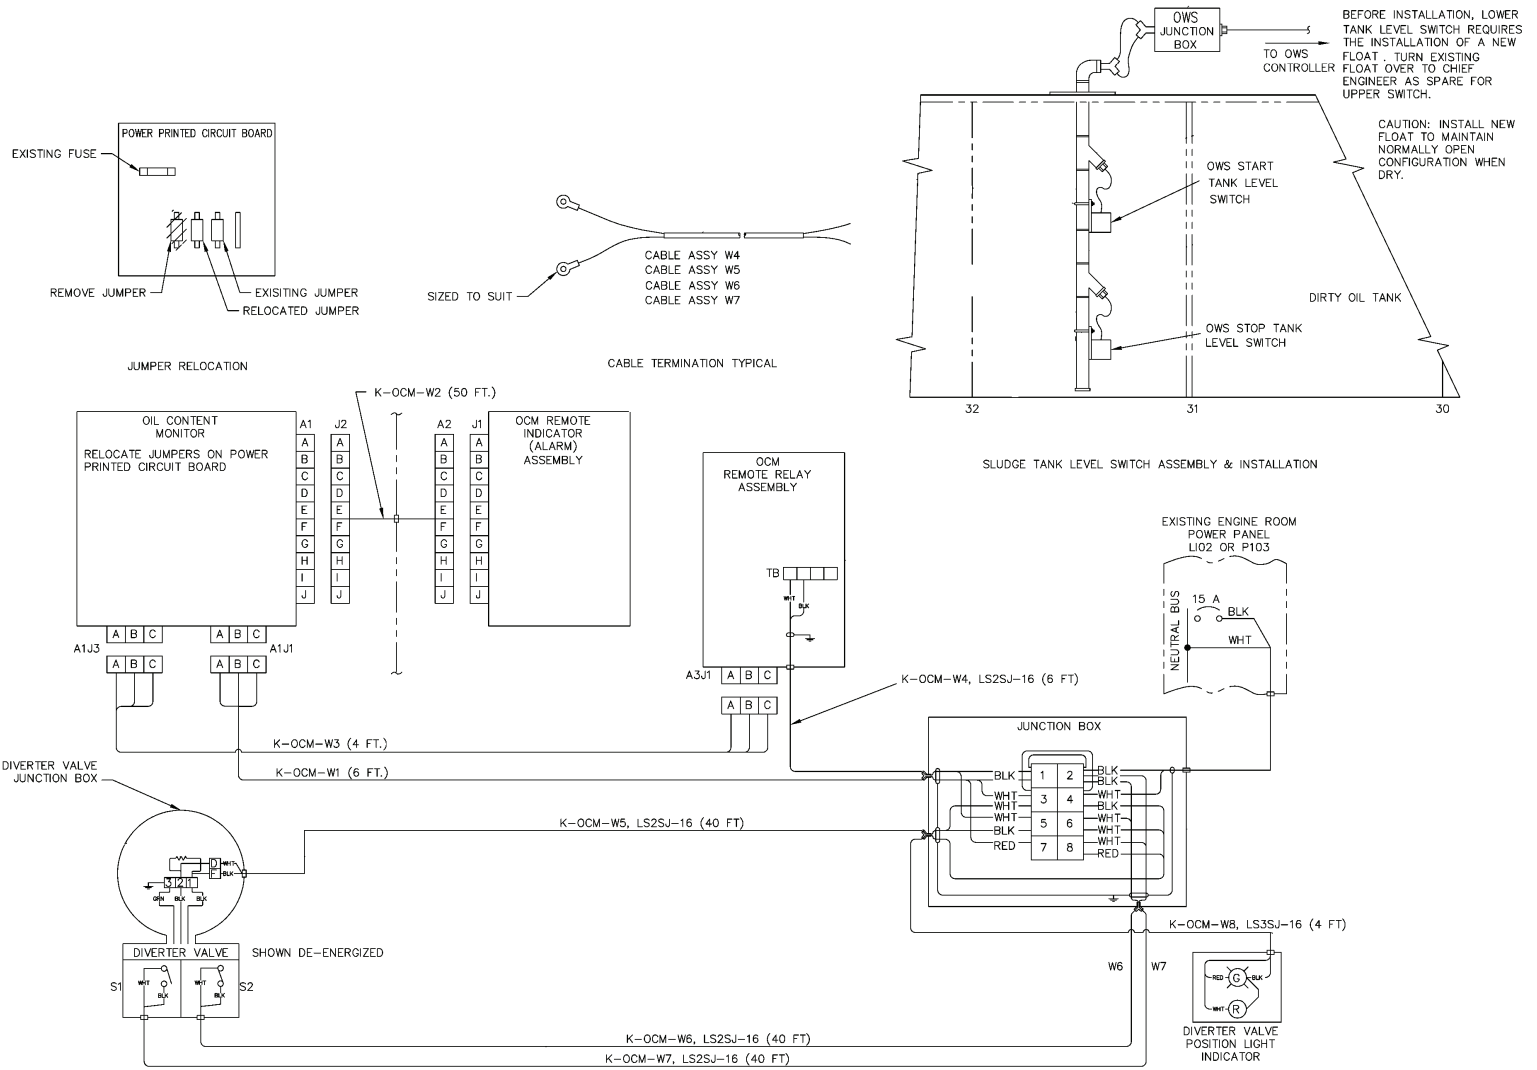 OWS
JUNCTION
BOX
TO OWS
CONTROLLER
BEFORE INSTALLATION, LOWER
TANK LEVEL SWITCH REQUIRES
THE INSTALLATION OF A NEW
FLOAT . TURN EXISTING
FLOAT OVER TO CHIEF
ENGINEER AS SPARE FOR
UPPER SWITCH.
CAUTION: INSTALL NEW
FLOAT TO MAINTAIN
NORMALLY OPEN
CONFIGURATION WHEN
DRY.
POWER PRINTED CIRCUIT BOARD
EXISTING FUSE
REMOVE JUMPER
EXISITING JUMPER
RELOCATED JUMPER
JUMPER RELOCATION
SIZED TO SUIT
CABLE ASSY W4
CABLE ASSY W5
CABLE ASSY W6
CABLE ASSY W7
CABLE TERMINATION TYPICAL
OWS START
TANK LEVEL
SWITCH
DIRTY OIL TANK
OWS STOP TANK
LEVEL SWITCH
32
31
30
SLUDGE TANK LEVEL SWITCH ASSEMBLY & INSTALLATION
OIL CONTENT
MONITOR
RELOCATE JUMPERS ON POWER
PRINTED CIRCUIT BOARD
A1
A
B
C
D
E
F
G
H
I
J
J2
A
B
C
D
E
F
G
H
I
J
K-OCM-W2 (50 FT.)
A2
A
B
C
D
E
F
G
H
I
J
J1
A
B
C
D
E
F
G
H
I
J
OCM REMOTE
INDICATOR
(ALARM)
ASSEMBLY
OCM
REMOTE RELAY
ASSEMBLY
TB
WHT
BLK
A3J1
A B C
A B C
EXISTING ENGINE ROOM
POWER PANEL
L102 OR P103
NEUTRAL BUS
15 A
BLK
WHT
A1J3
A B C
A B C
A1J1
A B C
A B C
K-OCM-W4, LS2SJ-16 (6 FT)
K-OCM-W3 (4 FT.)
K-OCM-W1 (6 FT.)
JUNCTION BOX
BLK 1 2 BLK
BLK
WHT 3 4 WHT
WHT BLK
WHT 5 6 WHT
BLK WHT
RED 7 8 WHT
RED
DIVERTER VALVE
JUNCTION BOX
K-OCM-W5, LS2SJ-16 (40 FT)
D WHT
F BLK
3 2 1
GRN BLK BLK
DIVERTER VALVE
SHOWN DE-ENERGIZED
S1
WHT
BLK
WHT
BLK
S2
K-OCM-W8, LS3SJ-16 (4 FT)
W6
W7
RED G BLK
WHT R
DIVERTER VALVE
POSITION LIGHT
INDICATOR
K-OCM-W6, LS2SJ-16 (40 FT)
K-OCM-W7, LS2SJ-16 (40 FT)